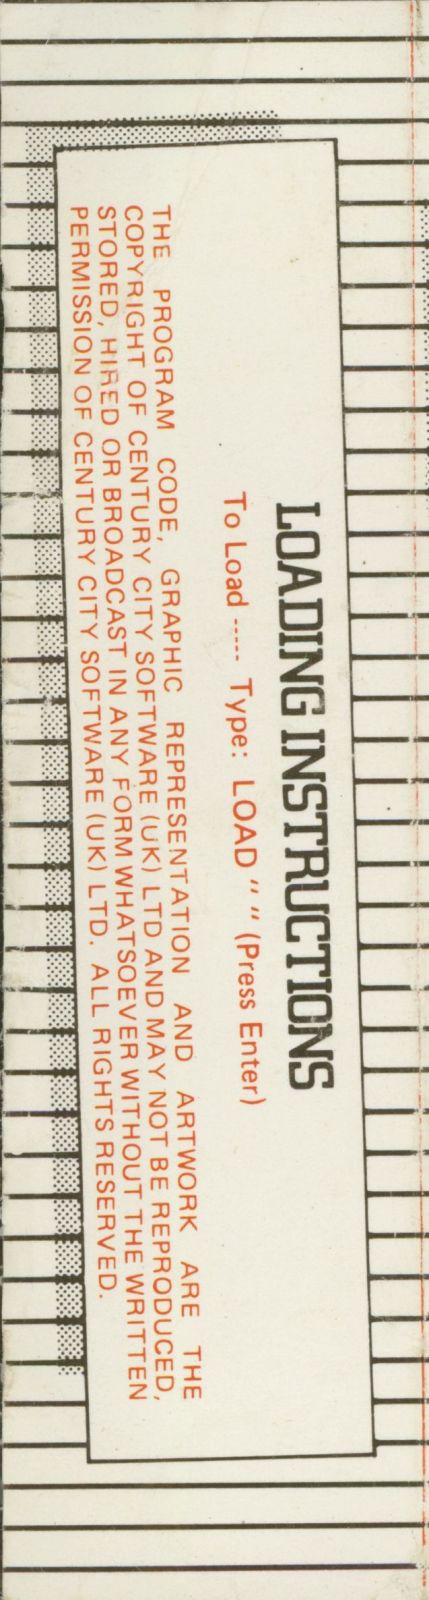 LOADING INSTRUCTIONS
To Load ----- Type: LOAD " " (Press Enter)
THE PROGRAM CODE, GRAPHIC REPRESENTATION AND ARTWORK ARE THE
COPYRIGHT OF CENTURY CITY SOFTWARE (UK) LTD AND MAY NOT BE REPRODUCED,
STORED, HIRED OR BROADCAST IN ANY FORM WHATSOEVER WITHOUT THE WRITTEN
PERMISSION OF CENTURY CITY SOFTWARE (UK) LTD. ALL RIGHTS RESERVED.